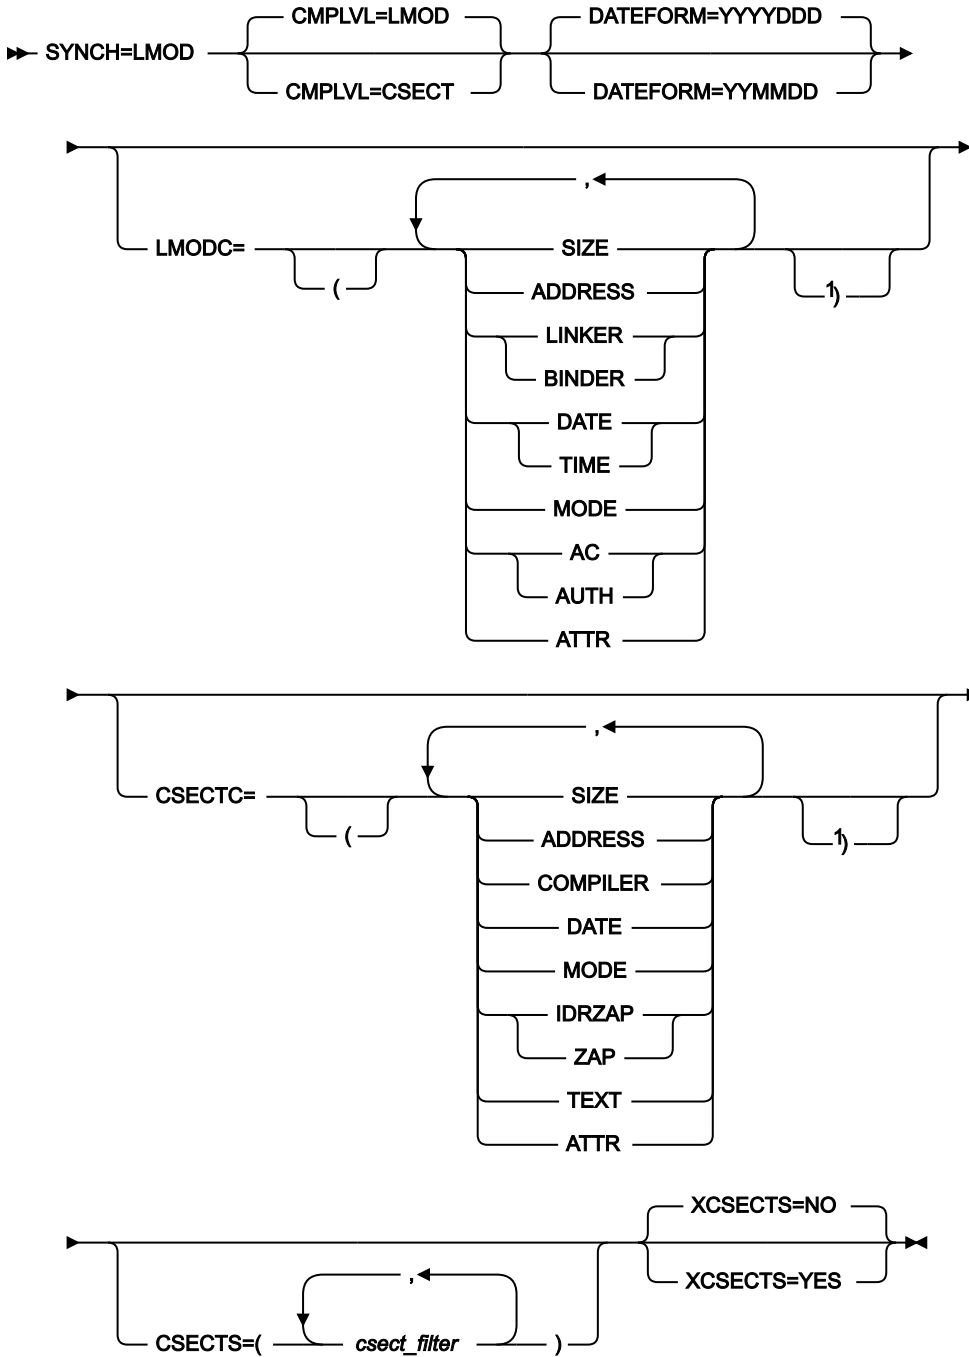 CMPLVL=LMOD DATEFORM=YYYYDDD
SYNCH=LMOD
CMPLVL=CSECT DATEFORM=YYMMDD
,
LMODC= SIZE
( 1)
ADDRESS
LINKER
BINDER
DATE
TIME
MODE
AC
AUTH
ATTR
,
CSECTC= SIZE
( 1)
ADDRESS
COMPILER
DATE
MODE
IDRZAP
ZAP
TEXT
ATTR
XCSECTS=NO
,
XCSECTS=YES
CSECTS=( csect_filter )